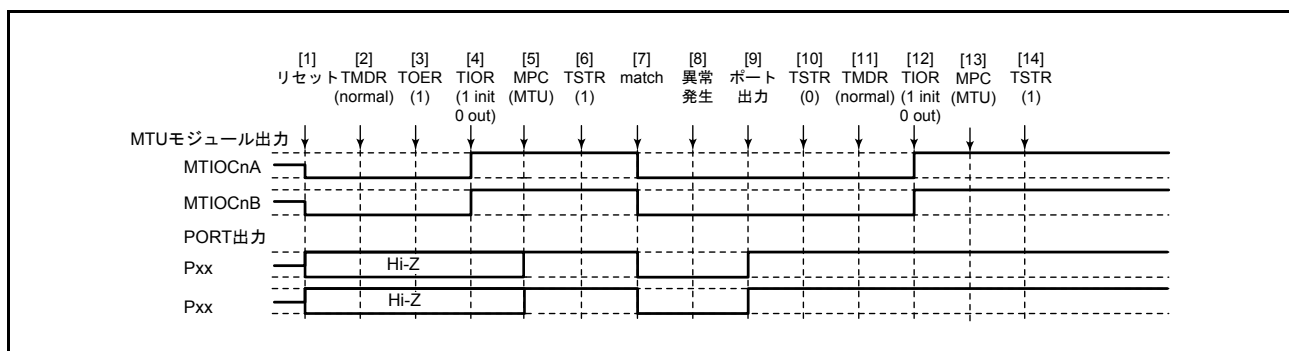 [1] [2] [3] [4] [5] [6] [7] [8] [9] [10] [11] [12] [13] [14]
リセット TMDR TOER TIOR MPC TSTR match 異常 ポート TSTR TMDR TIOR MPC TSTR
(normal) (1) (1 init (MTU) (1) 発生 出力 (0) (normal) (1 init (MTU) (1)
0 out) 0 out)
MTUモジュール出力
MTIOCnA
MTIOCnB
PORT出力
Pxx Hi-Z
Pxx Hi-Z